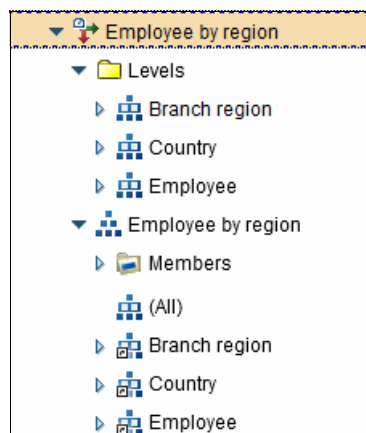 Employee by region
Levels
Branch region
Country
Employee
Employee by region
Members
(All)
Branch region
Country
Employee